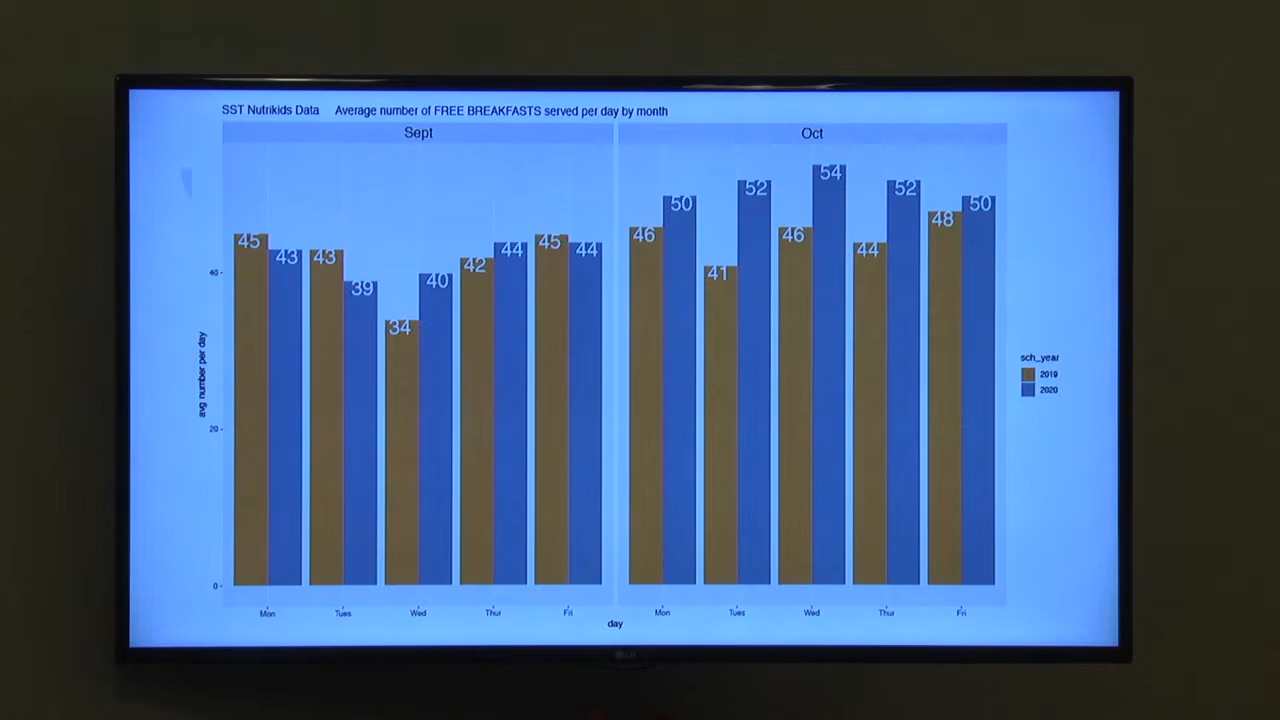 SST Nutrikids Data Average number of FREE BREAKFASTS served per day by month
Sept Oct
45 43 43 39 34 40 42 44 45 44
46 50 41 52 46 54 44 52 48 50
40
20
0
avg number per day
Mon Tues Wed Thur Fri Mon Tues Wed Thur Fri
day
sch_year
2019
2020
LG